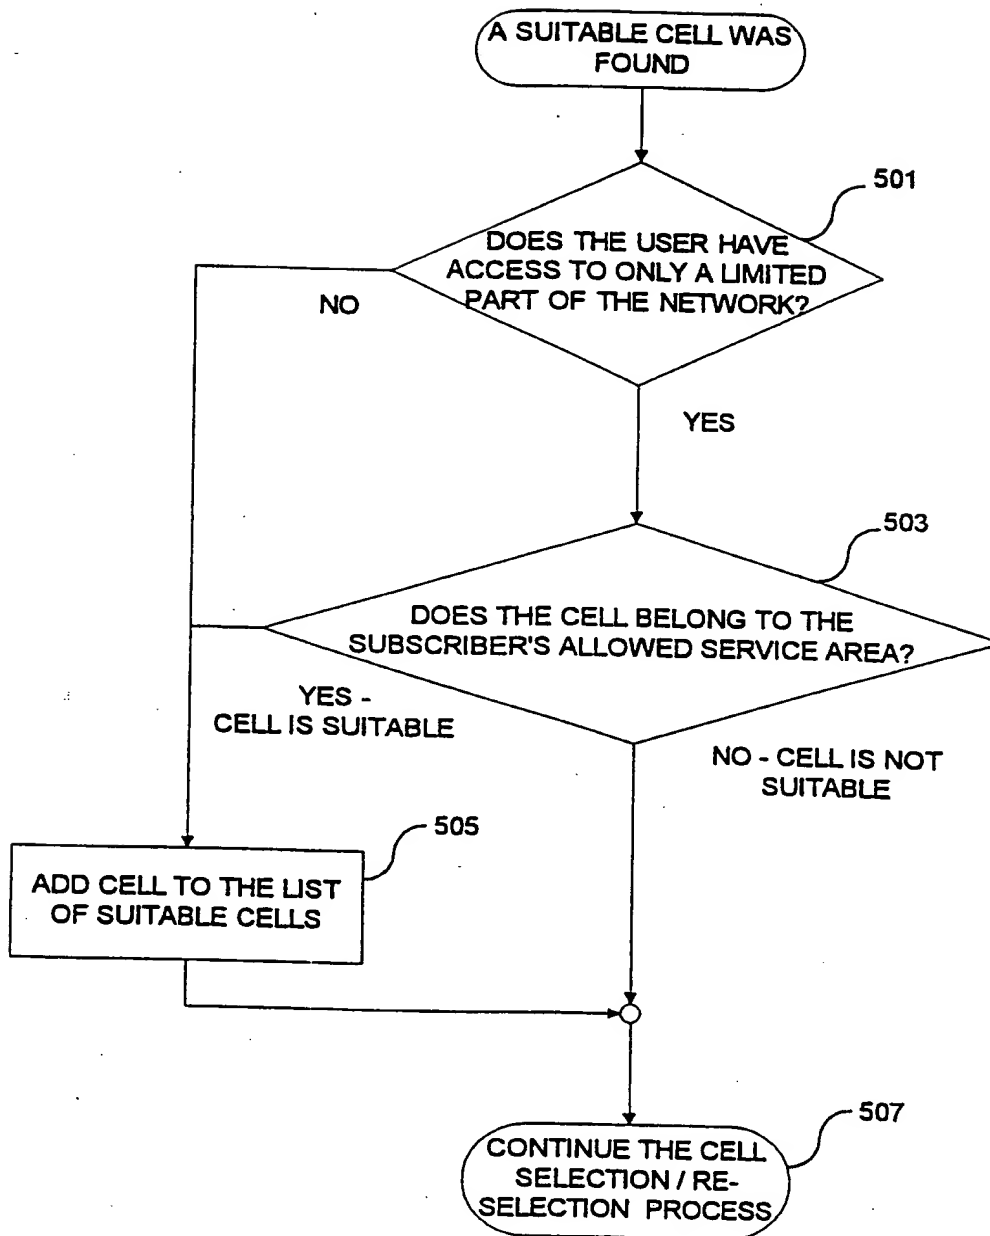 A SUITABLE CELL WAS
FOUND
501
DOES THE USER HAVE
ACCESS TO ONLY A LIMITED
PART OF THE NETWORK?
NO
YES
503
DOES THE CELL BELONG TO THE
SUBSCRIBER'S ALLOWED SERVICE AREA?
YES -
CELL IS SUITABLE
NO - CELL IS NOT
SUITABLE
505
ADD CELL TO THE LIST
OF SUITABLE CELLS
507
CONTINUE THE CELL
SELECTION / RE-
SELECTION PROCESS